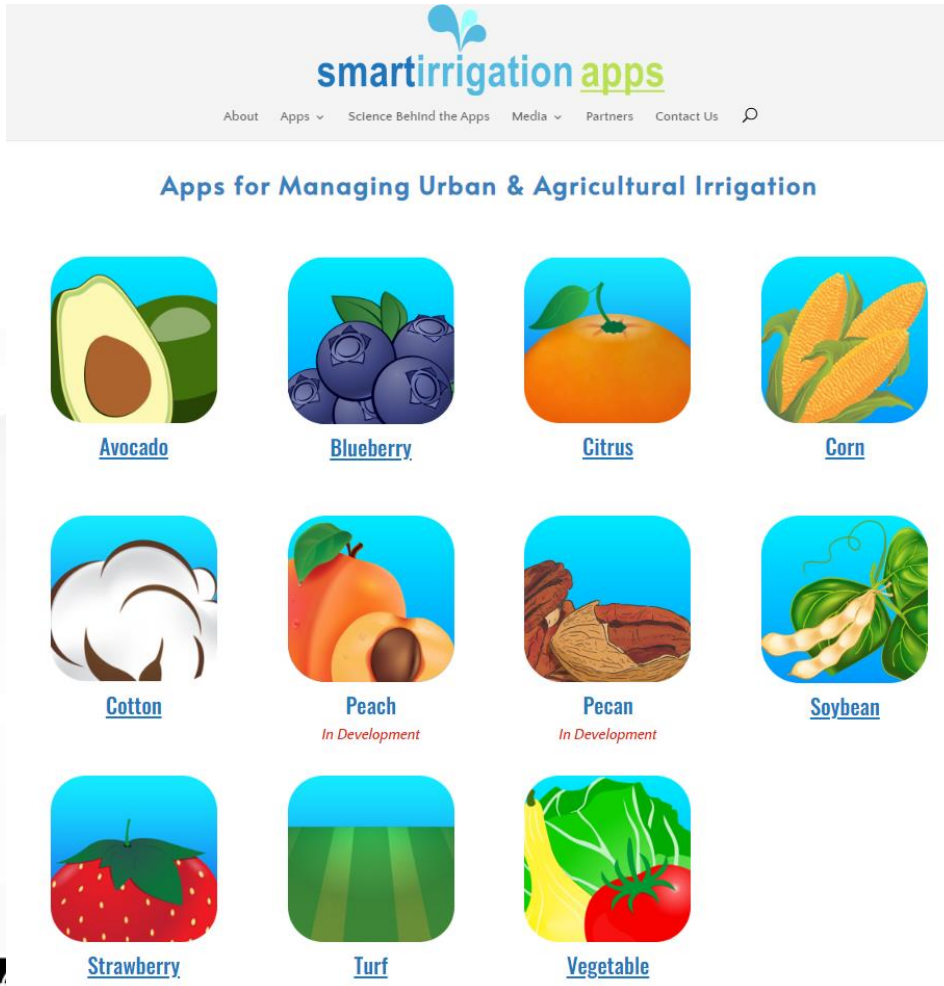 smartirrigation apps
About Apps Science Behind the Apps Media Partners Contact Us
Apps for Managing Urban & Agricultural Irrigation
Avocado Blueberry Citrus Corn
Cotton Peach Pecan Soybean
In Development In Development
Strawberry Turf Vegetable